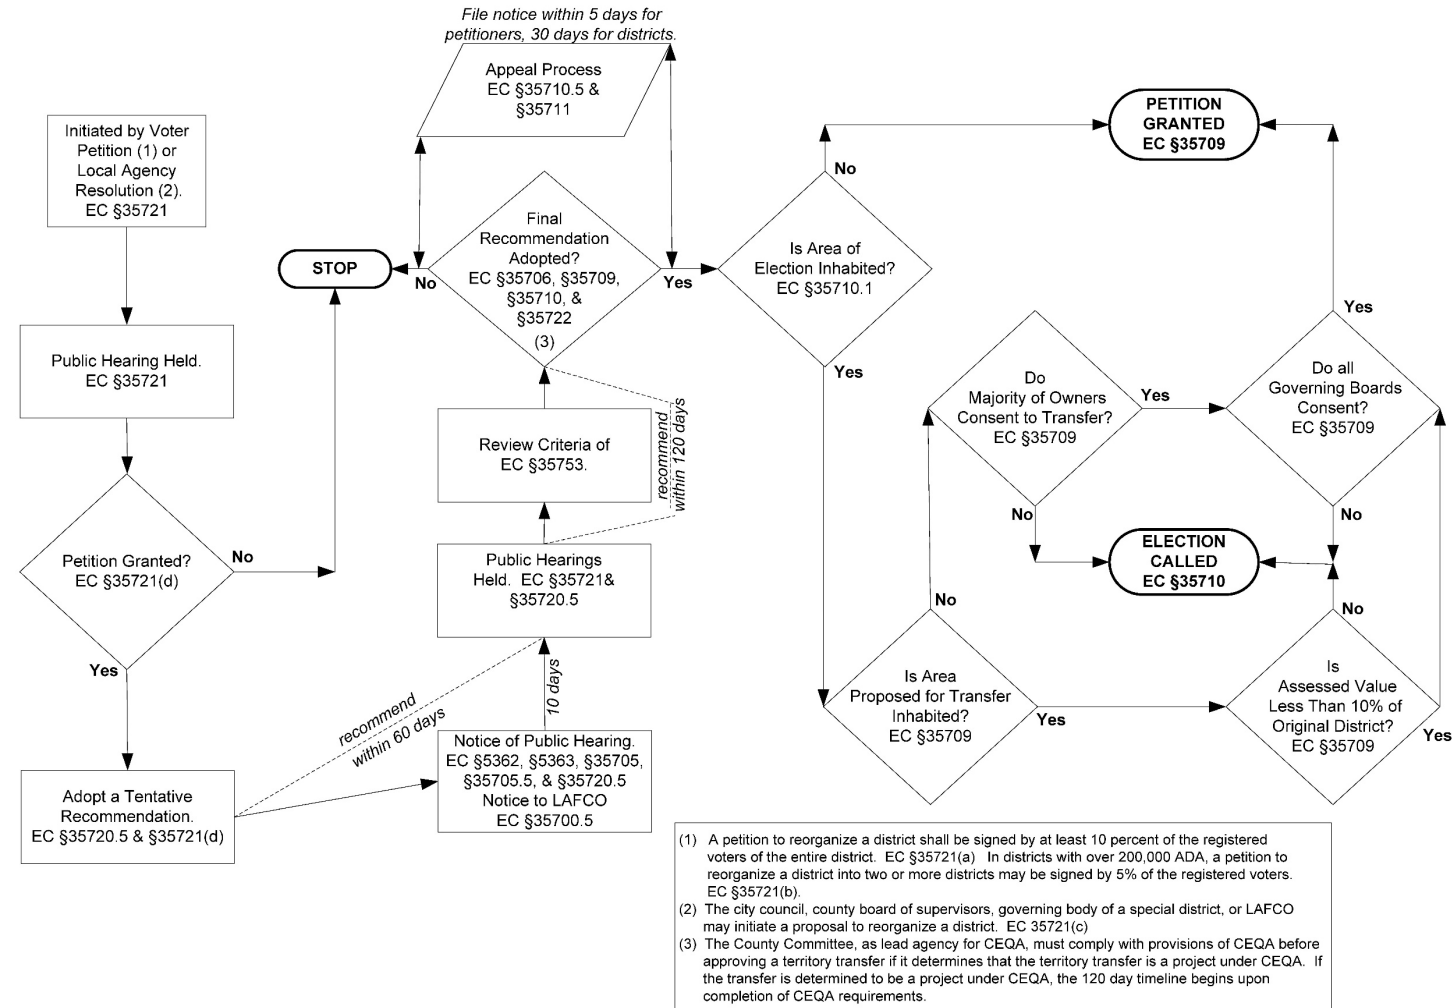 File notice within 5 days for
petitioners, 30 days for districts.
Appeal Process
EC §35710.5 &
§35711
Initiated by Voter
Petition (1) or
Local Agency
Resolution (2).
EC §35721
Public Hearing Held.
EC §35721
Petition Granted?
EC §35721(d)
No
Yes
Adopt a Tentative
Recommendation.
EC §35720.5 & §35721(d)
recommend
within 60 days
Notice of Public Hearing.
EC §5362, §5363, §35705,
§35705.5, & §35720.5
Notice to LAFCO
EC §35700.5
10 days
Public Hearings
Held.  EC §35721&
§35720.5
Review Criteria of
EC §35753.
recommend
within 120 days
Final
Recommendation
Adopted?
EC §35706, §35709,
§35710, &
§35722
(3)
No
STOP
Yes
Is Area of
Election Inhabited?
EC §35710.1
No
PETITION
GRANTED
EC §35709
Yes
Is Area
Proposed for Transfer
Inhabited?
EC §35709
No
Do
Majority of Owners
Consent to Transfer?
EC §35709
Yes
No
Do all
Governing Boards
Consent?
EC §35709
Yes
No
ELECTION
CALLED
EC §35710
Yes
Is
Assessed Value
Less Than 10% of
Original District?
EC §35709
No
Yes
(1) A petition to reorganize a district shall be signed by at least 10 percent of the registered
voters of the entire district.  EC §35721(a)   In districts with over 200,000 ADA, a petition to
reorganize a district into two or more districts may be signed by 5% of the registered voters.
EC §35721(b).
(2) The city council, county board of supervisors, governing body of a special district, or LAFCO
may initiate a proposal to reorganize a district.  EC 35721(c)
(3) The County Committee, as lead agency for CEQA, must comply with provisions of CEQA before
approving a territory transfer if it determines that the territory transfer is a project under CEQA.  If
the transfer is determined to be a project under CEQA, the 120 day timeline begins upon
completion of CEQA requirements.